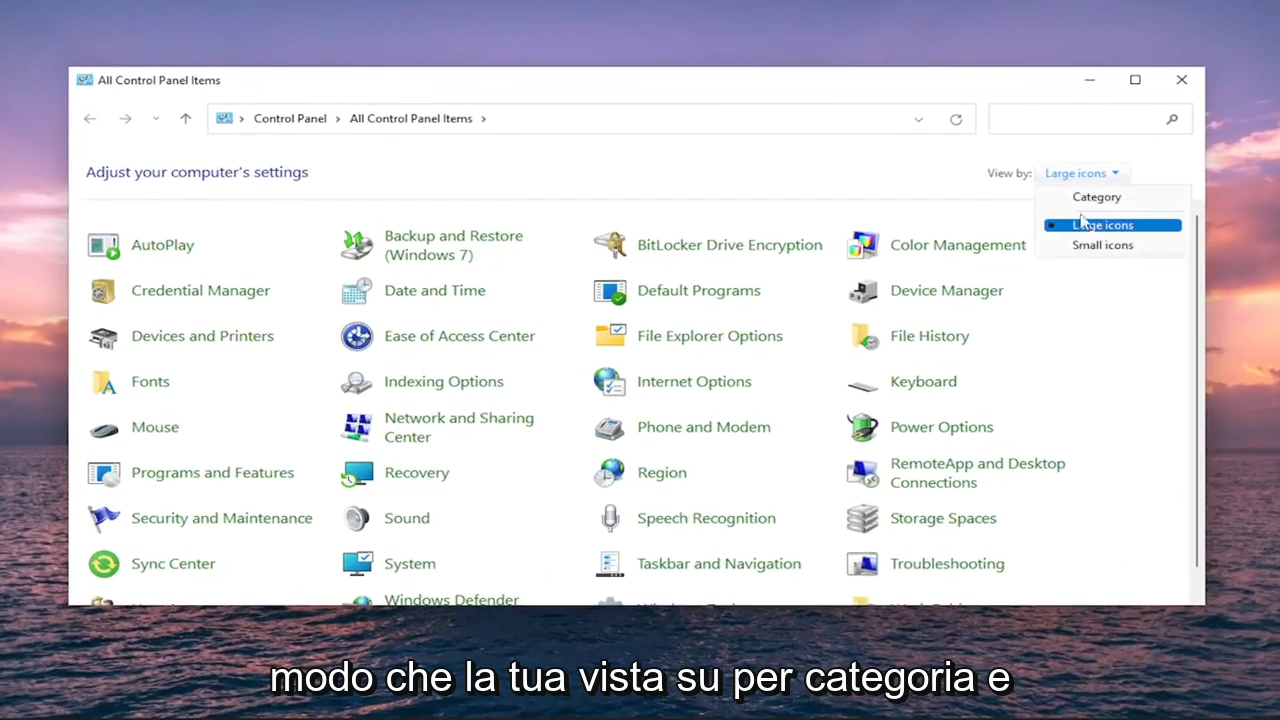 All Control Panel Items
Control Panel > All Control Panel Items >
Adjust your computer's settings
View by: Large icons
Category
Large icons
Small icons
AutoPlay
Backup and Restore
(Windows 7)
BitLocker Drive Encryption
Color Management
Credential Manager
Date and Time
Default Programs
Device Manager
Devices and Printers
Ease of Access Center
File Explorer Options
File History
Fonts
Indexing Options
Internet Options
Keyboard
Mouse
Network and Sharing
Center
Phone and Modem
Power Options
Programs and Features
Recovery
Region
RemoteApp and Desktop
Connections
Security and Maintenance
Sound
Speech Recognition
Storage Spaces
Sync Center
System
Taskbar and Navigation
Troubleshooting
Windows Defender
modo che la tua vista su per categoria e